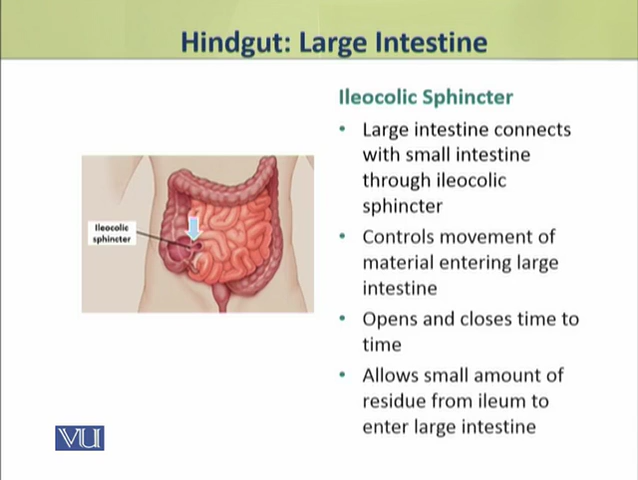 Hindgut: Large Intestine
Ileocolic Sphincter
• Large intestine connects
with small intestine
through ileocolic
sphincter
• Controls movement of
material entering large
intestine
• Opens and closes time to
time
• Allows small amount of
residue from ileum to
enter large intestine
Ileocolic
sphincter
VU